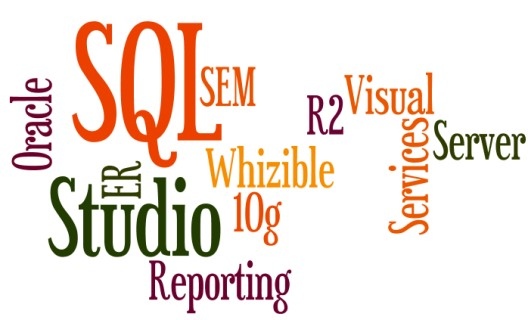 SQL
SEM
Oracle
R2
Visual
Services
Server
Whizible
ER
Studio
10g
Reporting